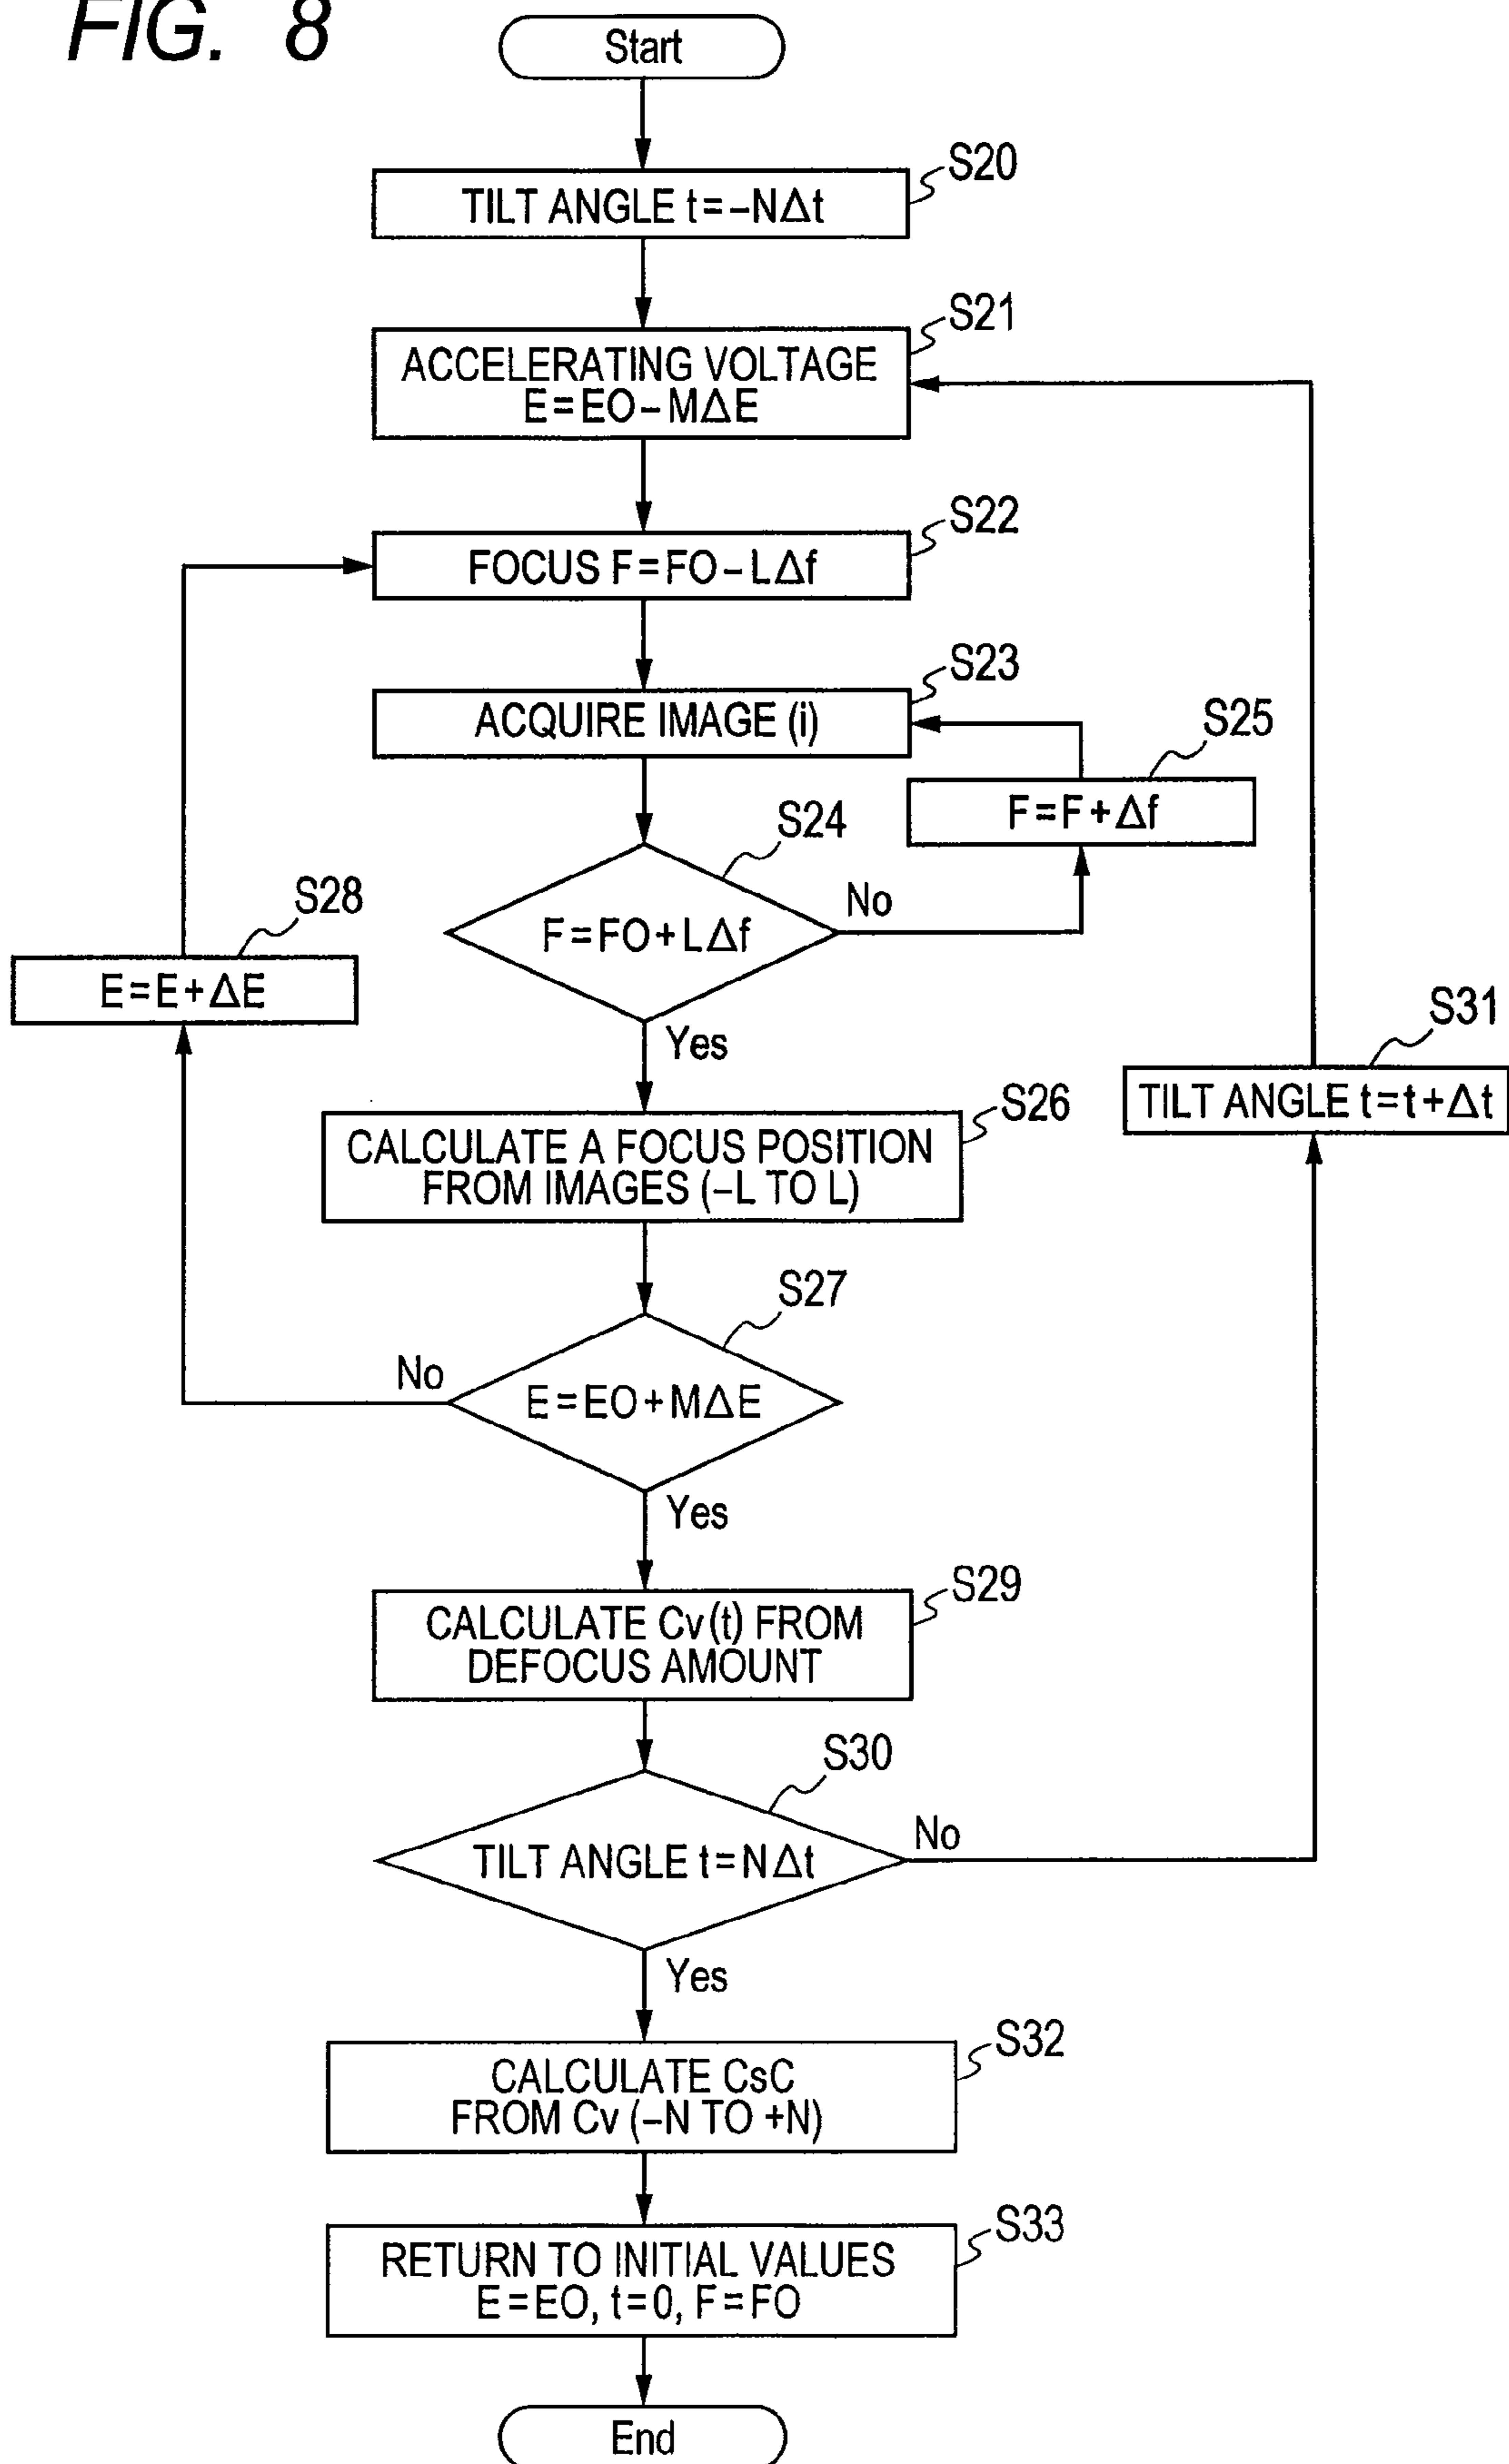 FIG. 8
Start
S20
TILT ANGLE t=−NΔt
S21
ACCELERATING VOLTAGE
E=EO−MΔE
S22
FOCUS F=FO−LΔf
S23
ACQUIRE IMAGE (i)
S25
F=F+Δf
S24
F=FO+LΔf
No
Yes
S28
E=E+ΔE
S31
TILT ANGLE t=t+Δt
S26
CALCULATE A FOCUS POSITION
FROM IMAGES (−L TO L)
S27
E=EO+MΔE
No
Yes
S29
CALCULATE Cv(t) FROM
DEFOCUS AMOUNT
S30
TILT ANGLE t=NΔt
No
Yes
S32
CALCULATE CsC
FROM Cv (−N TO +N)
S33
RETURN TO INITIAL VALUES
E=EO, t=0, F=FO
End